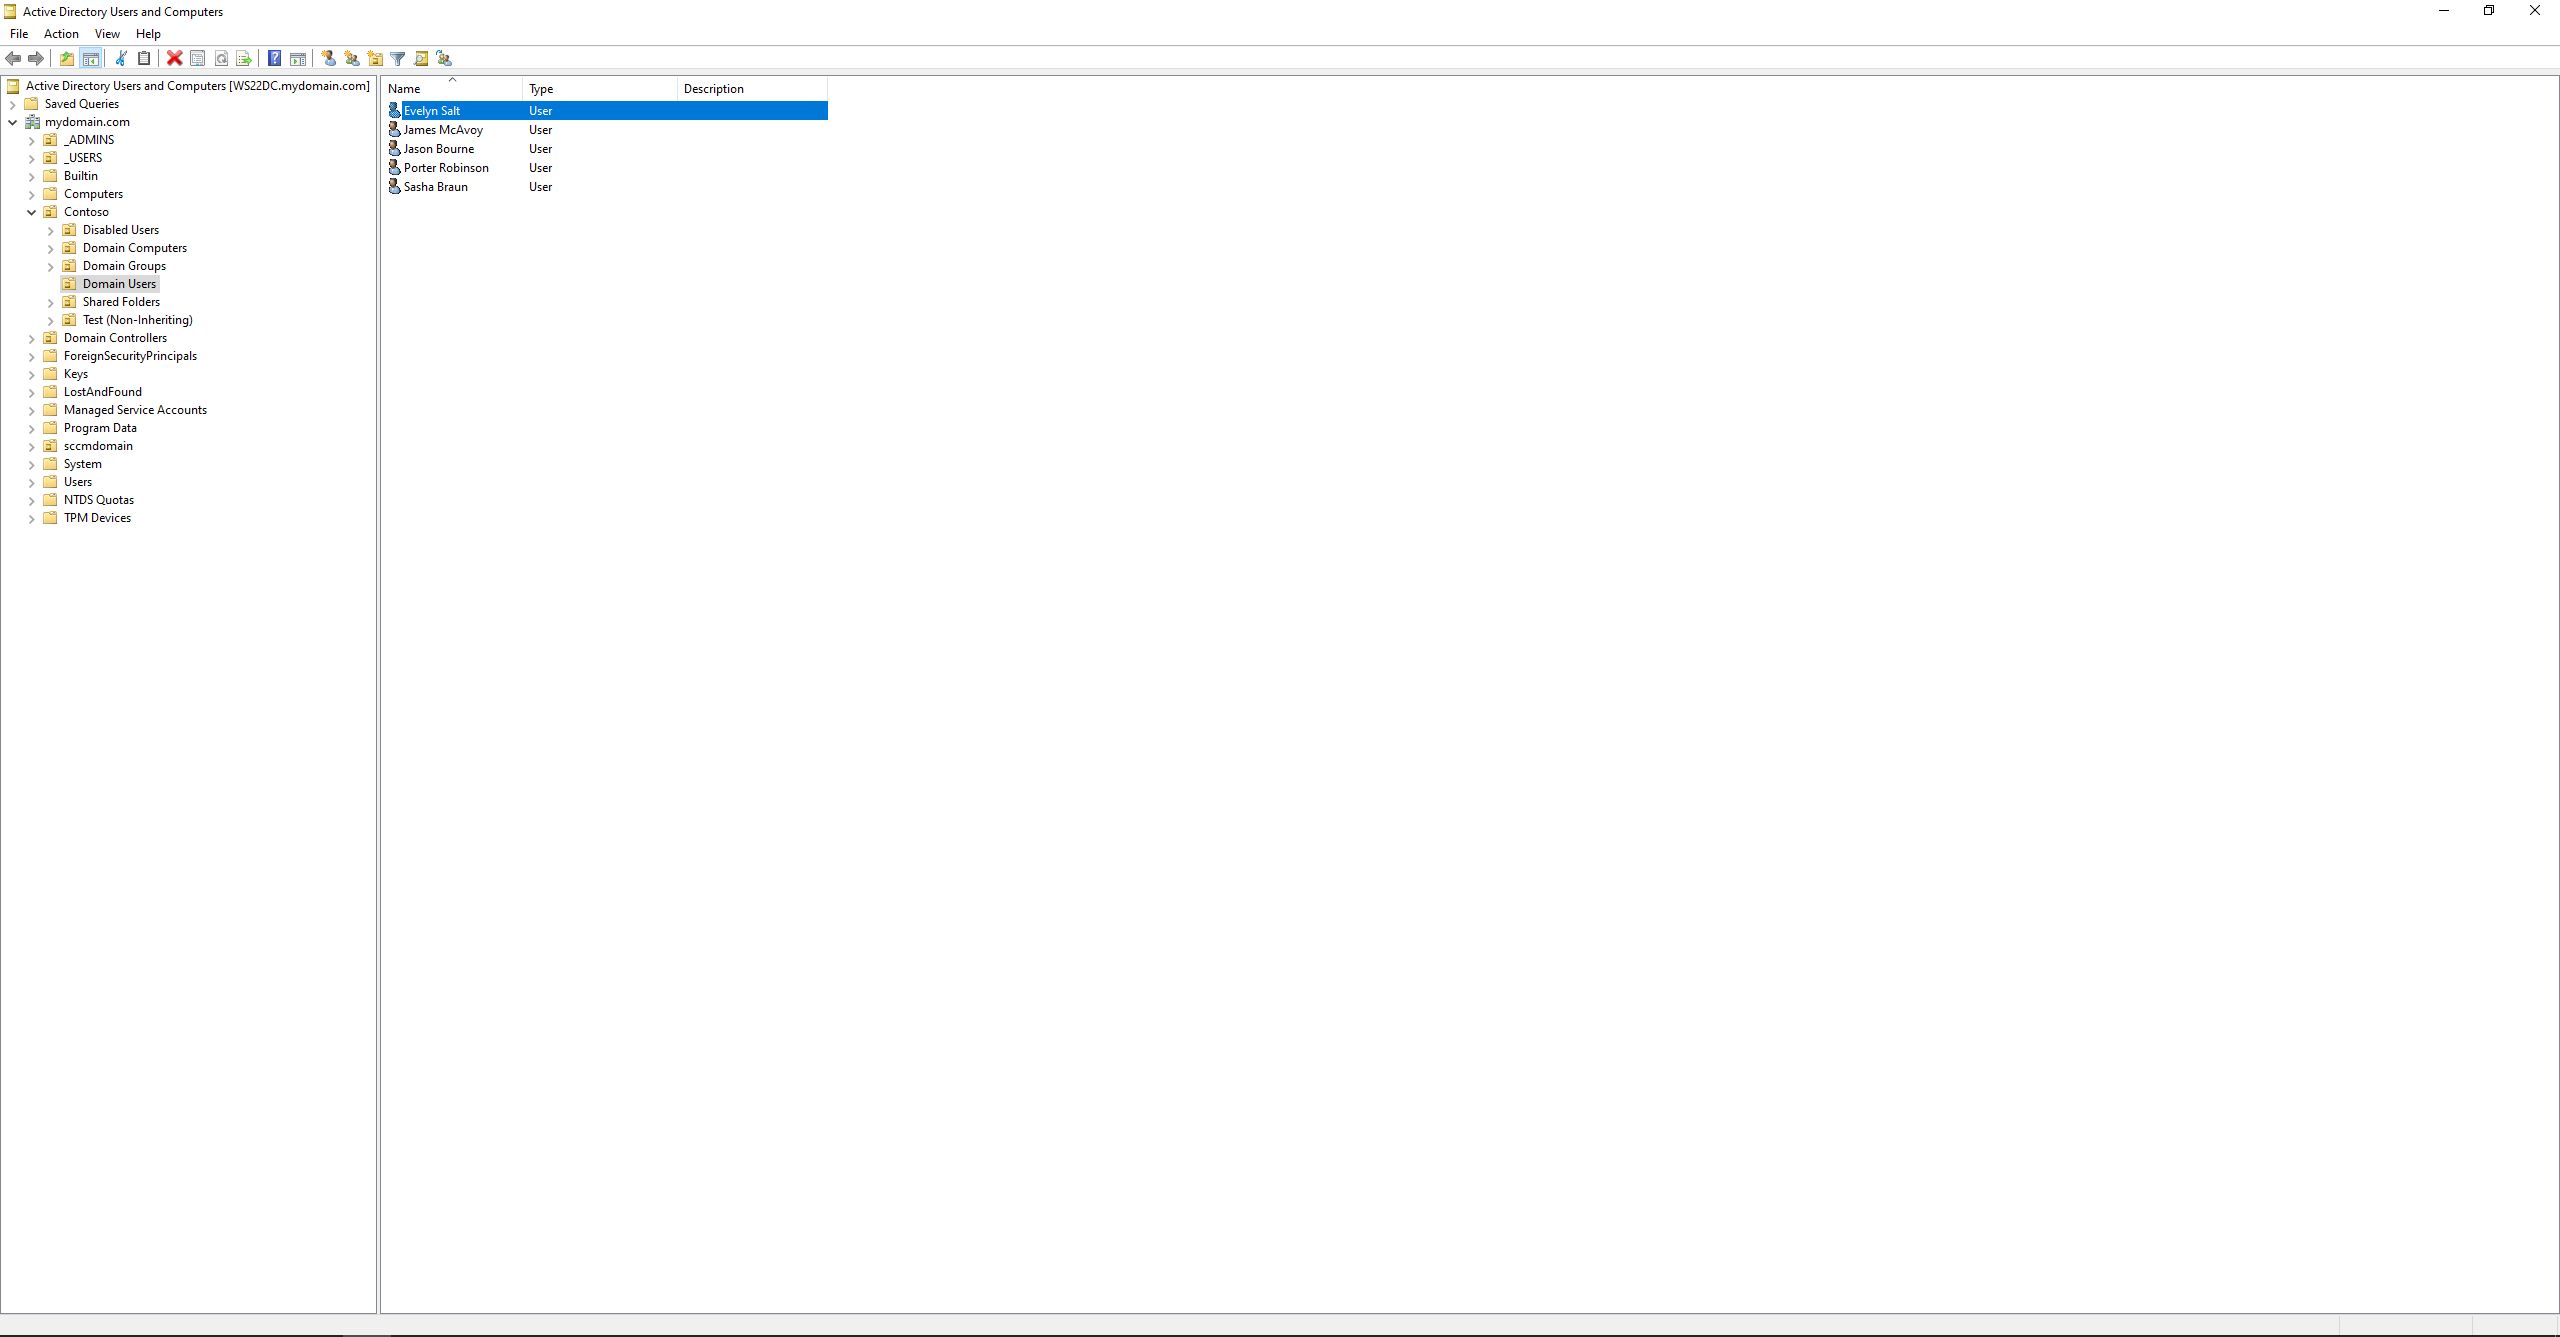 Active Directory Users and Computers
File Action View Help
Active Directory Users and Computers [WS22DC.mydomain.com]
Saved Queries
mydomain.com
_ADMINS
_USERS
Builtin
Computers
Contoso
Disabled Users
Domain Computers
Domain Groups
Domain Users
Shared Folders
Test (Non-Inheriting)
Domain Controllers
ForeignSecurityPrincipals
Keys
LostAndFound
Managed Service Accounts
Program Data
sccmdomain
System
Users
NTDS Quotas
TPM Devices
Name Type Description
Evelyn Salt User
James McAvoy User
Jason Bourne User
Porter Robinson User
Sasha Braun User